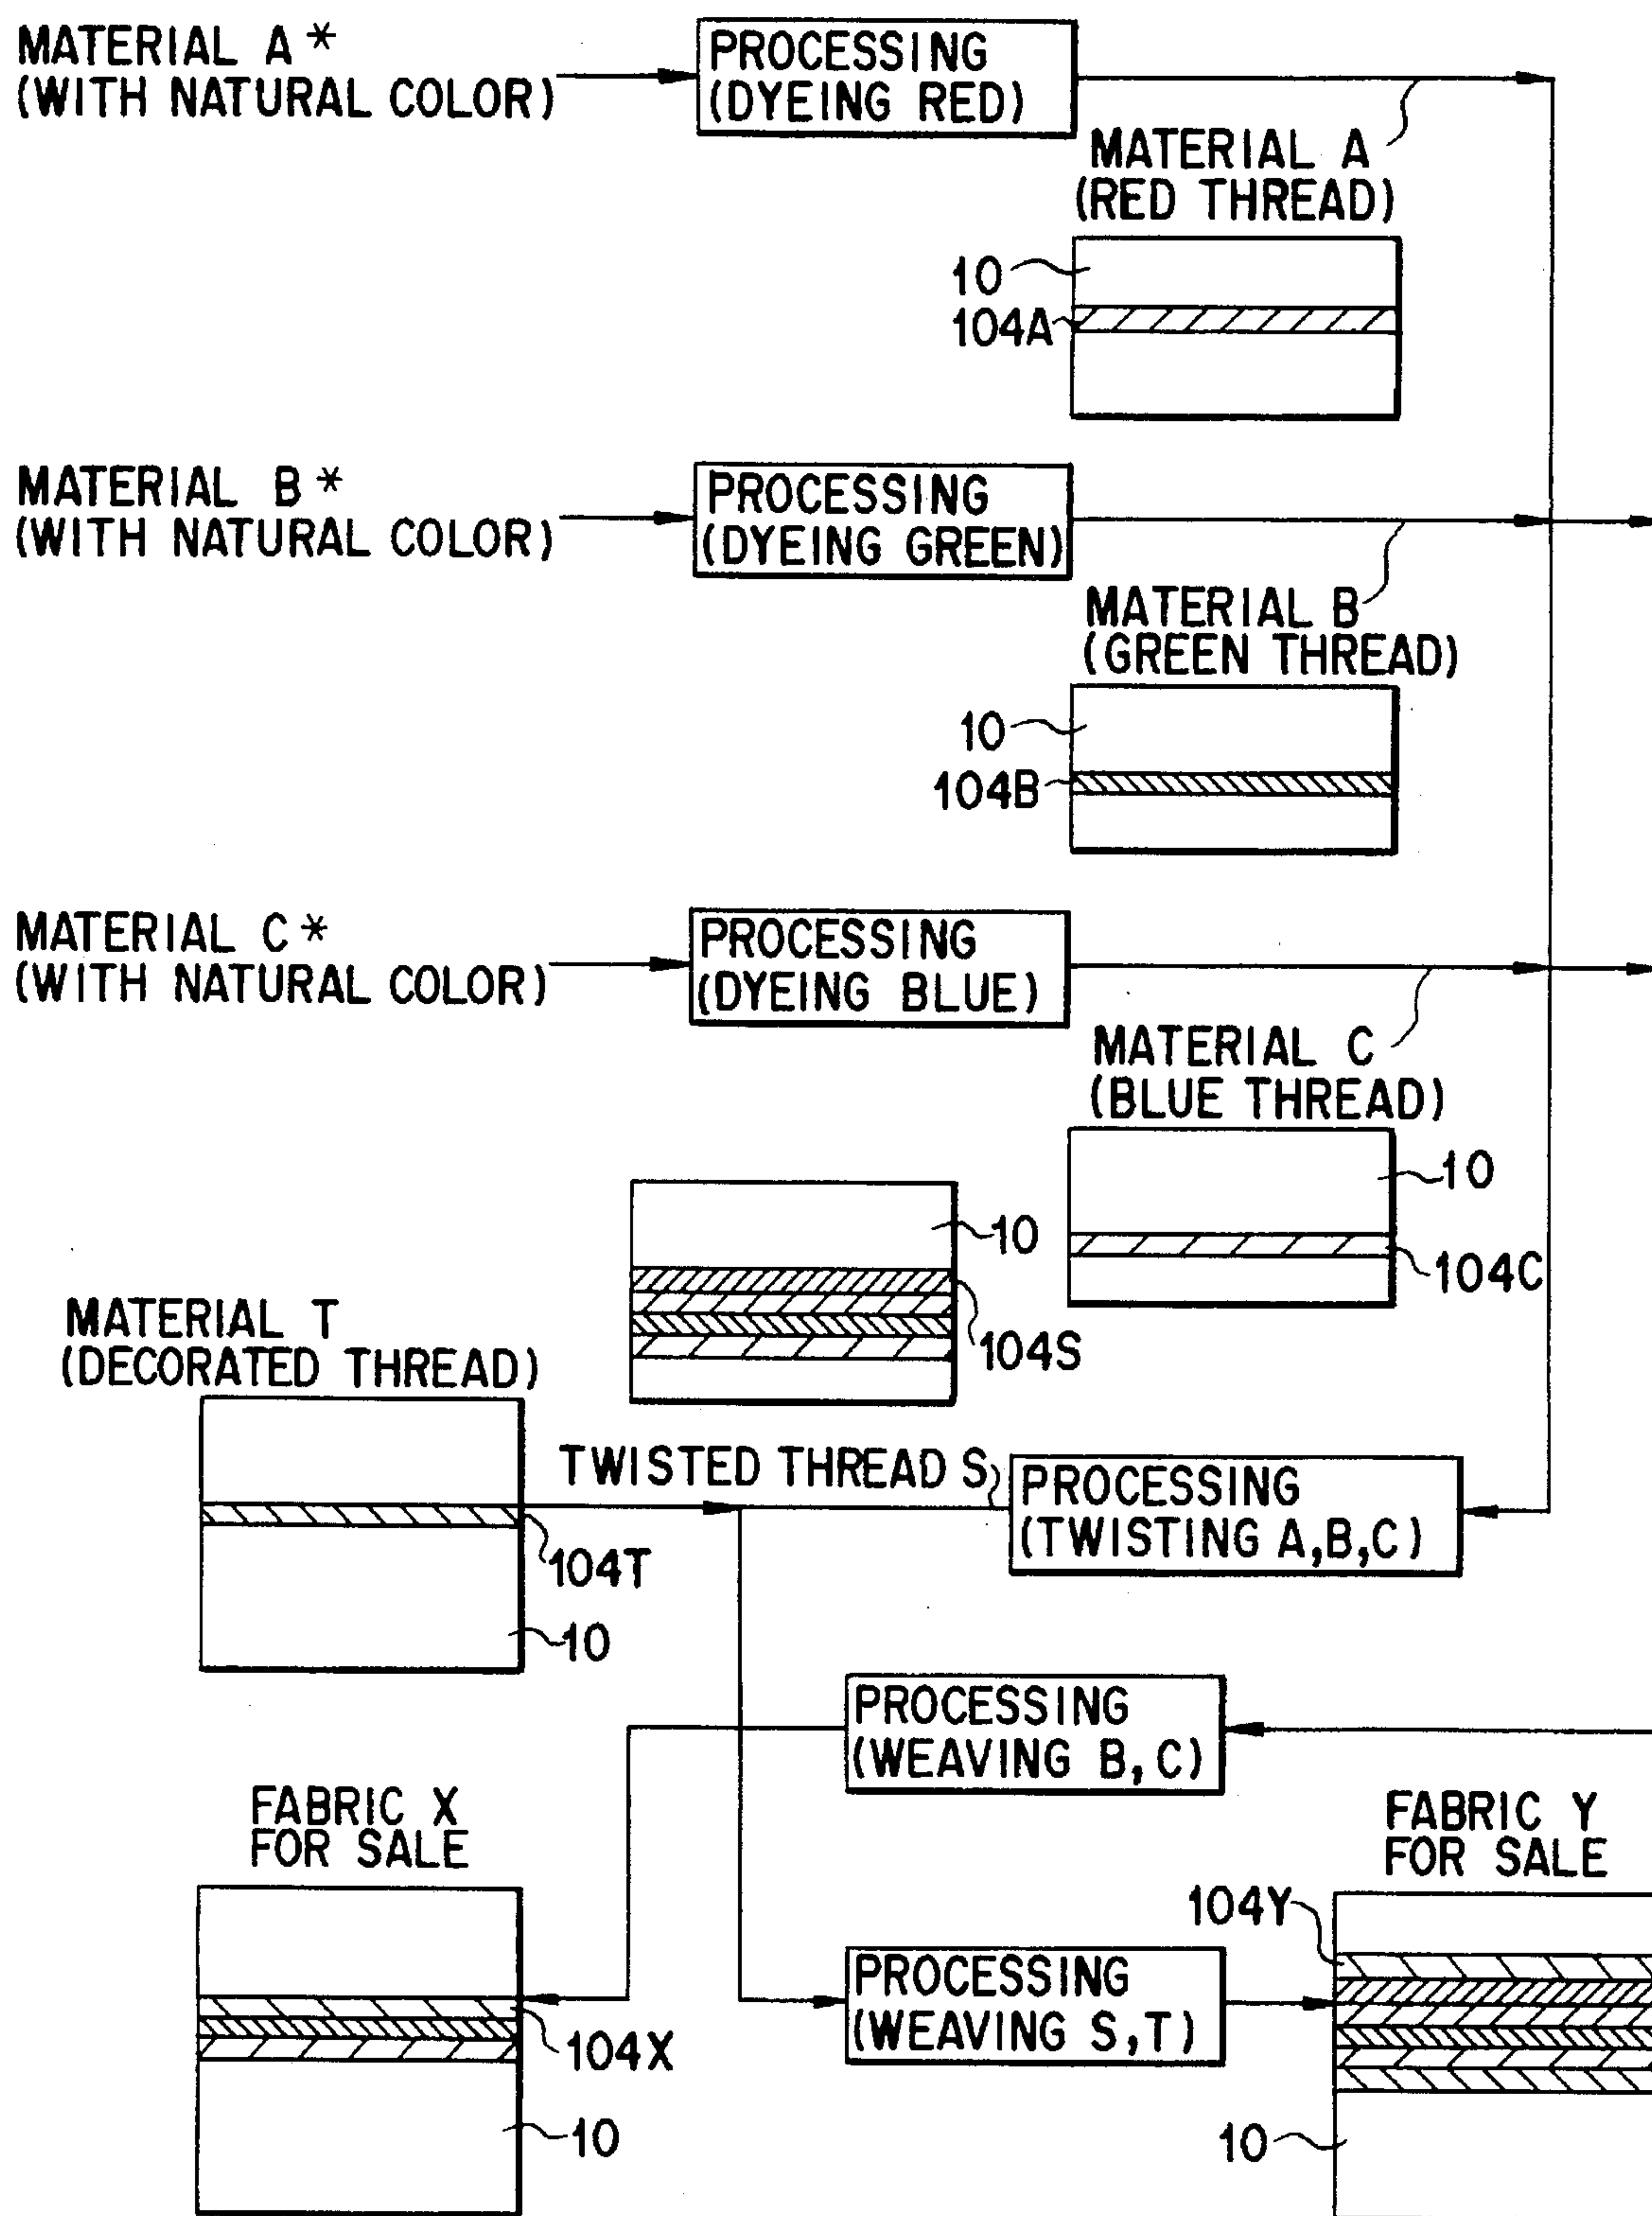 MATERIAL A*
(WITH NATURAL COLOR)
PROCESSING
(DYEING RED)
MATERIAL A
(RED THREAD)
10
104A
MATERIAL B*
(WITH NATURAL COLOR)
PROCESSING
(DYEING GREEN)
MATERIAL B
(GREEN THREAD)
10
104B
MATERIAL C*
(WITH NATURAL COLOR)
PROCESSING
(DYEING BLUE)
MATERIAL C
(BLUE THREAD)
10
104C
10
104S
MATERIAL T
(DECORATED THREAD)
104T
10
TWISTED THREAD S
PROCESSING
(TWISTING A,B,C)
PROCESSING
(WEAVING B,C)
FABRIC X
FOR SALE
104X
10
PROCESSING
(WEAVING S,T)
FABRIC Y
FOR SALE
104Y
10